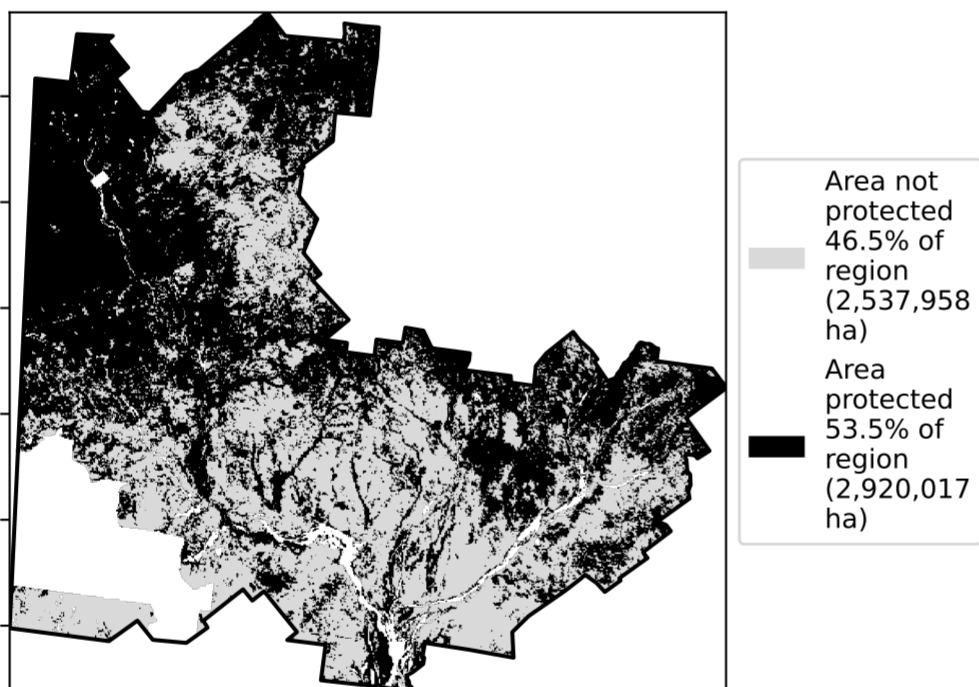 Area not
protected
46.5% of
region
(2,537,958
ha)
Area
protected
53.5% of
region
(2,920,017
ha)